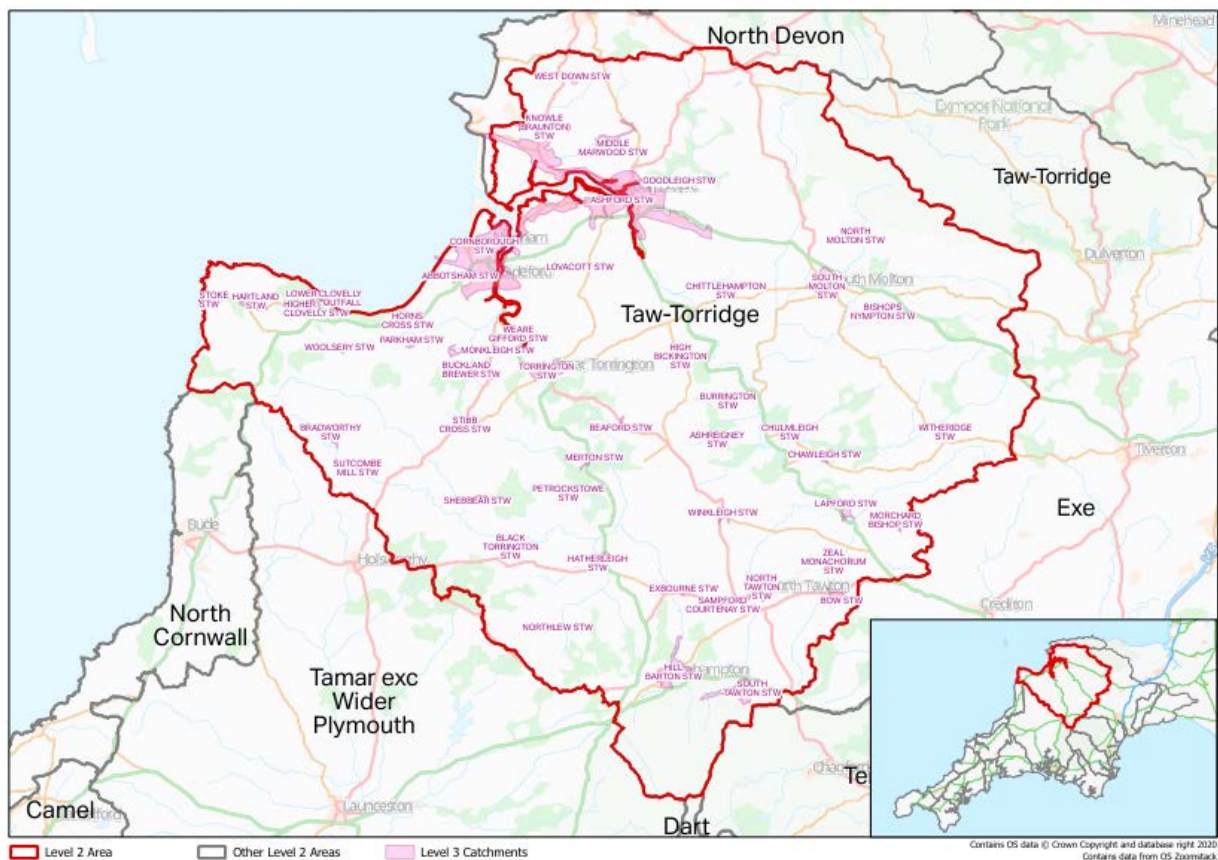 North Devon
Minehead
WEST DOWN STW
Exmoor National
Park
KNOWLE
(BRAUNTON)
STW
MIDDLE
MARWOOD STW
Taw-Torridge
GOODLEIGH STW
ASHFORD STW
CORNBOROUGH
STW
NORTH
MOLTON STW
Dulverton
ABBOTSHAM STW
LOVACOTT STW
SOUTH
MOLTON STW
CHITTLEHAMPTON
STW
STOKE
STW
HARTLAND
STW
LOWER CLOVELLY
OUTFALL
HIGHER
CLOVELLY STW
BISHOPS
NYMPTON STW
HORNS
CROSS STW
Taw-Torridge
WEARE
GIFFORD STW
PARKHAM STW
WOOLSERY STW
MONKLEIGH STW
HIGH
BICKINGTON
STW
BUCKLAND
BREWER STW
TORRINGTON
STW
Torrington
BURRINGTON
STW
STIBB
CROSS STW
BEAFORD STW
BRADWORTHY
STW
ASHREIGNEY
STW
CHULMLEIGH
STW
WITHERIDGE
STW
Tiverton
CHAWLEIGH STW
MERTON STW
SUTCOMBE
MILL STW
PETROCKSTOWE
STW
SHEBBEAR STW
LAPFORD STW
Exe
WINKLEIGH STW
MORCHARD
BISHOP STW
Bude
BLACK
TORRINGTON
STW
HATHERLEIGH
STW
Holsworthy
ZEAL
MONACHORUM
STW
EXBOURNE STW
NORTH
TAWTON
STW
SAMPFORD
COURTENAY STW
BOW STW
Crediton
North
Cornwall
NORTHLEW STW
HILL
BARTON STW
SOUTH
TAWTON STW
Tamar exc
Wider
Plymouth
Camel
Launceston
Dart
Level 2 Area
Other Level 2 Areas
Level 3 Catchments
Contains OS data © Crown Copyright and database right 2020
Contains data from OS Zoomstack